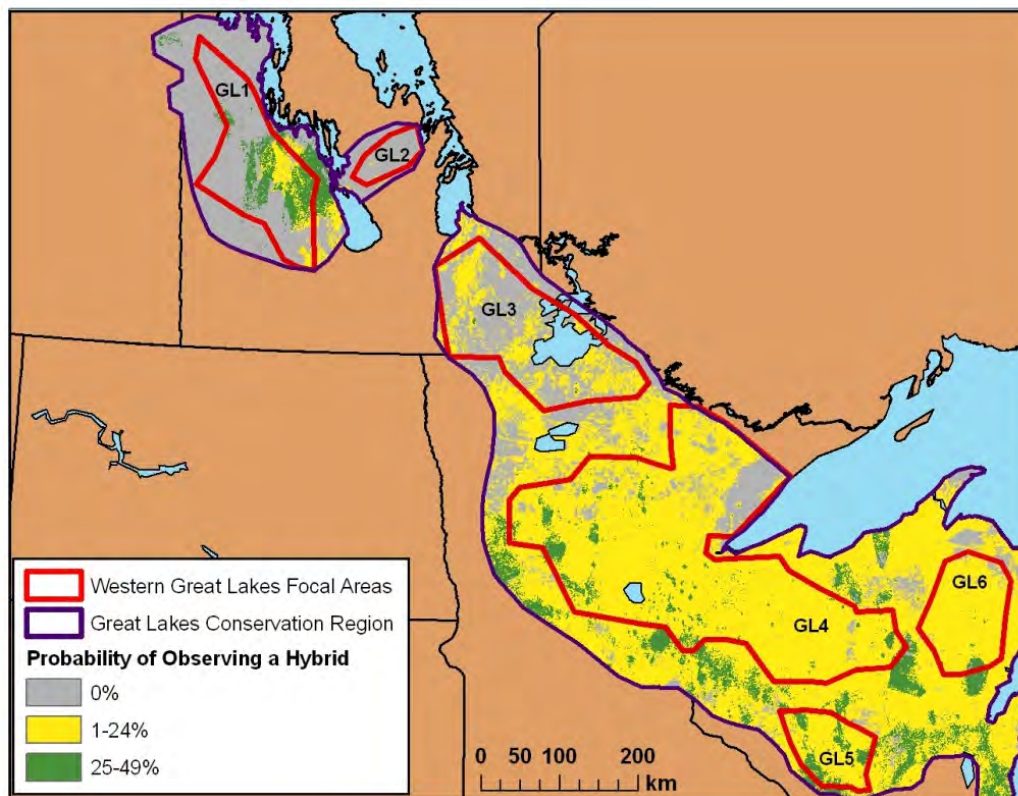 GL1
GL2
GL3
GL6
GL4
GL5
Western Great Lakes Focal Areas
Great Lakes Conservation Region
Probability of Observing a Hybrid
0%
1-24%
25-49%
0 50 100 200
km